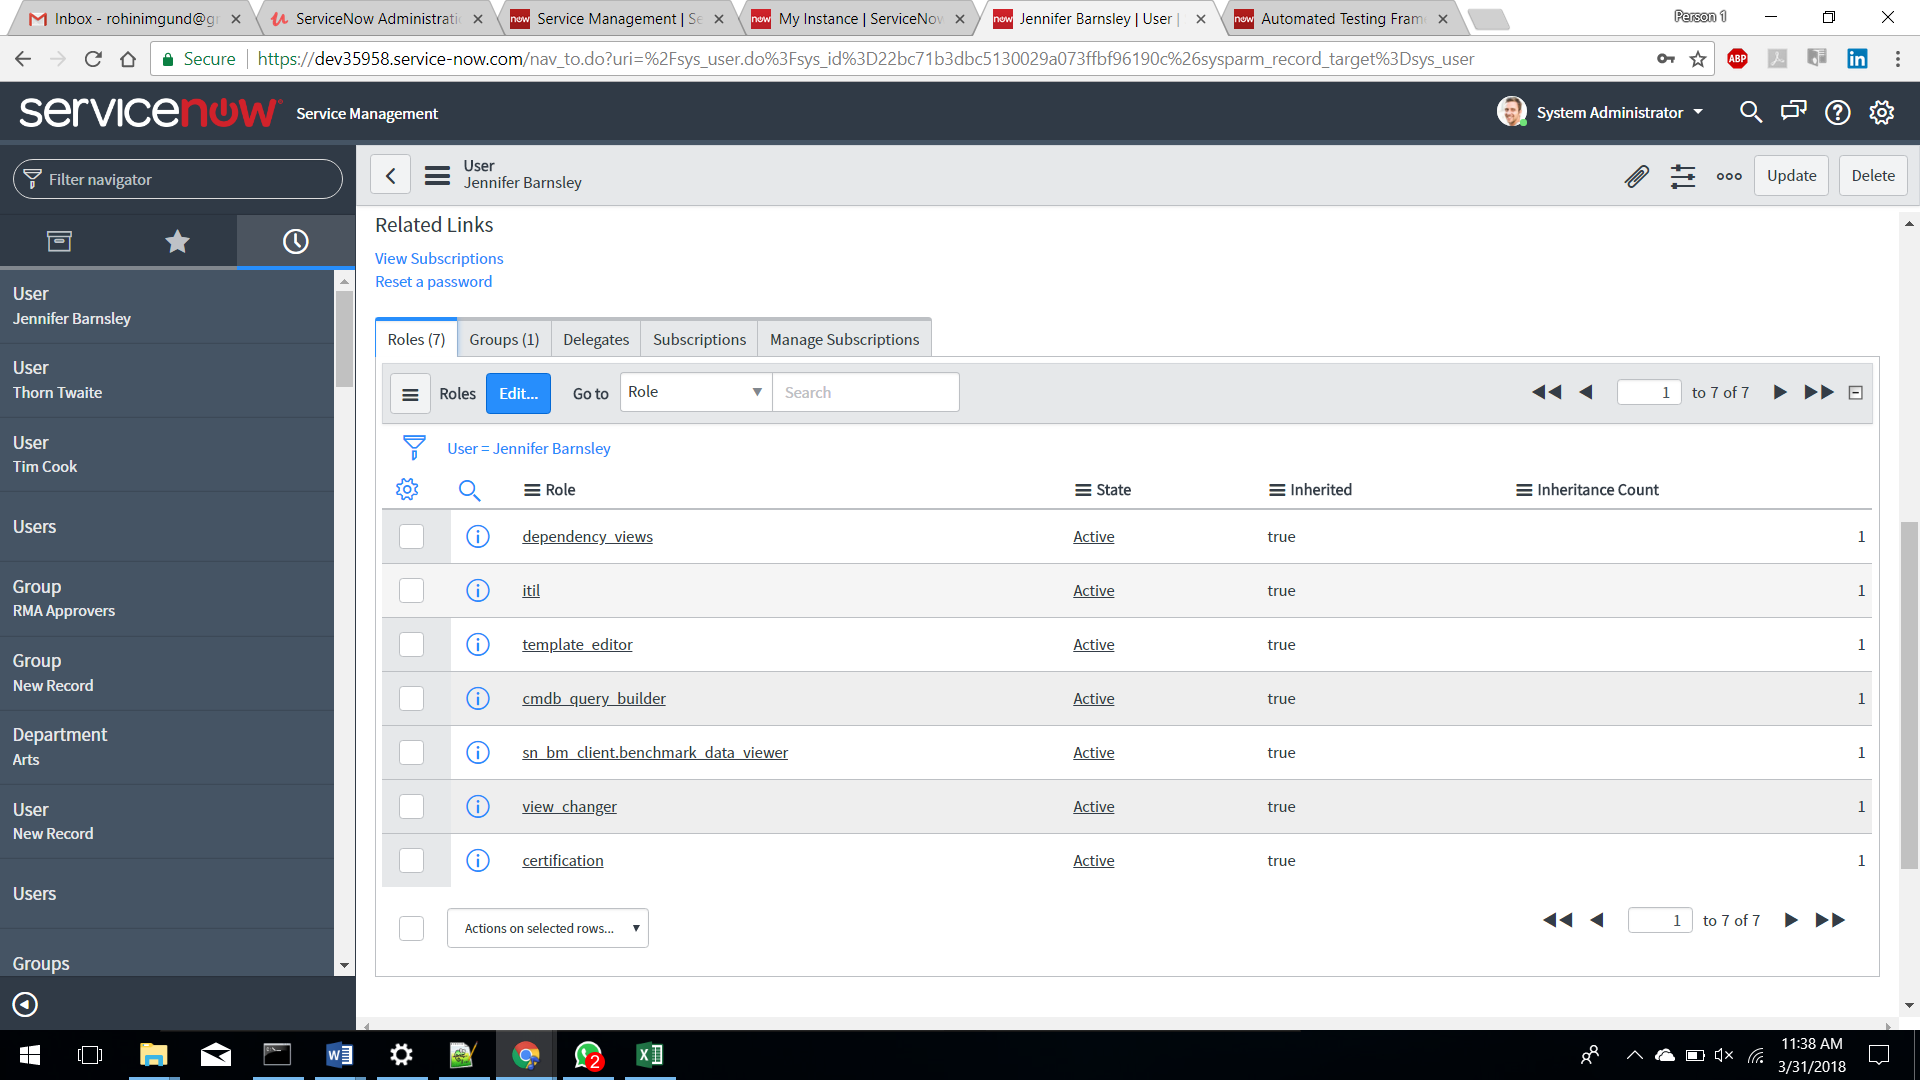 Inbox - rohinimgund@g
ServiceNow Administrati
Service Management | Se
My Instance | ServiceNow
Jennifer Barnsley | User |
Automated Testing Fram
Person 1
Secure
https://dev35958.service-now.com/nav_to.do?uri=%2Fsys_user.do%3Fsys_id%3D22bc71b3dbc5130029a073ffbf96190c%26sysparm_record_target%3Dsys_user
ABP
servicenow Service Management
System Administrator
Filter navigator
User
Jennifer Barnsley
Update
Delete
User
Jennifer Barnsley
User
Thorn Twaite
User
Tim Cook
Users
Group
RMA Approvers
Group
New Record
Department
Arts
User
New Record
Users
Groups
Related Links
View Subscriptions
Reset a password
Roles (7) Groups (1) Delegates Subscriptions Manage Subscriptions
Roles Edit... Go to Role Search 1 to 7 of 7
User = Jennifer Barnsley
Role State Inherited Inheritance Count
dependency_views Active true 1
itil Active true 1
template_editor Active true 1
cmdb_query_builder Active true 1
sn_bm_client.benchmark_data_viewer Active true 1
view_changer Active true 1
certification Active true 1
Actions on selected rows... 1 to 7 of 7
2
11:38 AM
3/31/2018